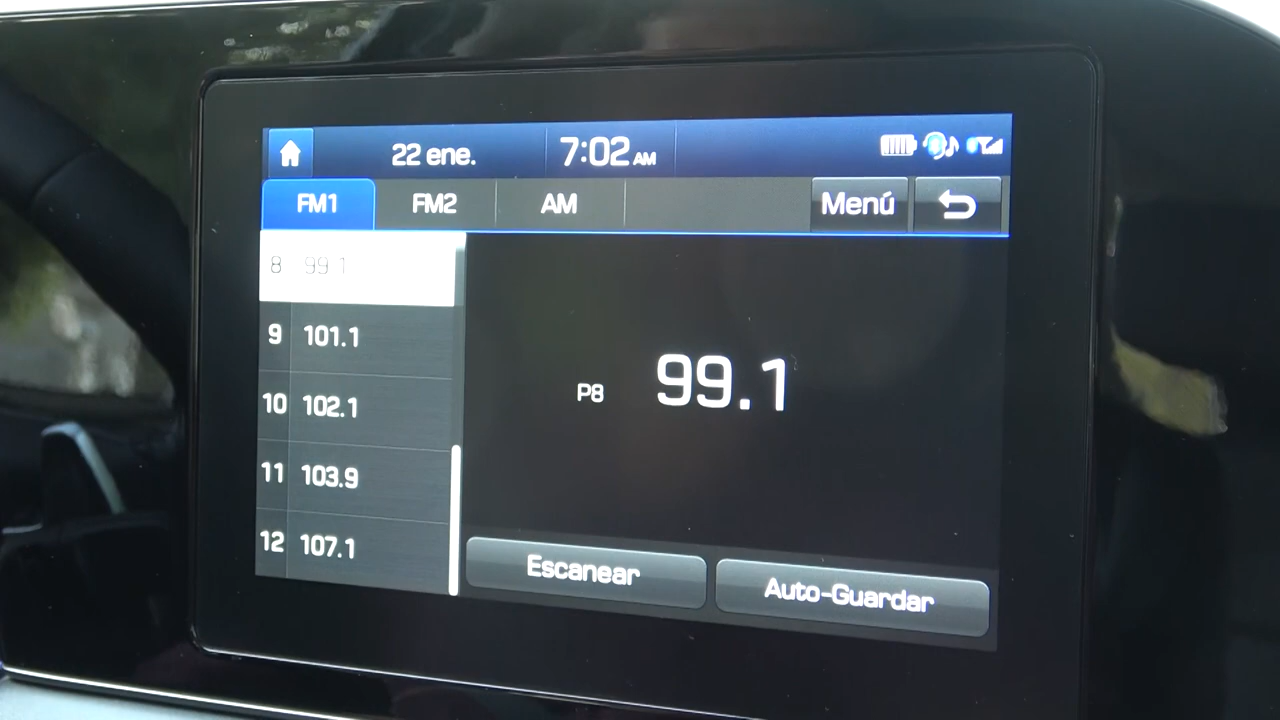 22 ene. 7:02 AM
FM1 FM2 AM Menú
8 99.1
9 101.1
10 102.1
11 103.9
12 107.1
P8 99.1
Escanear Auto-Guardar